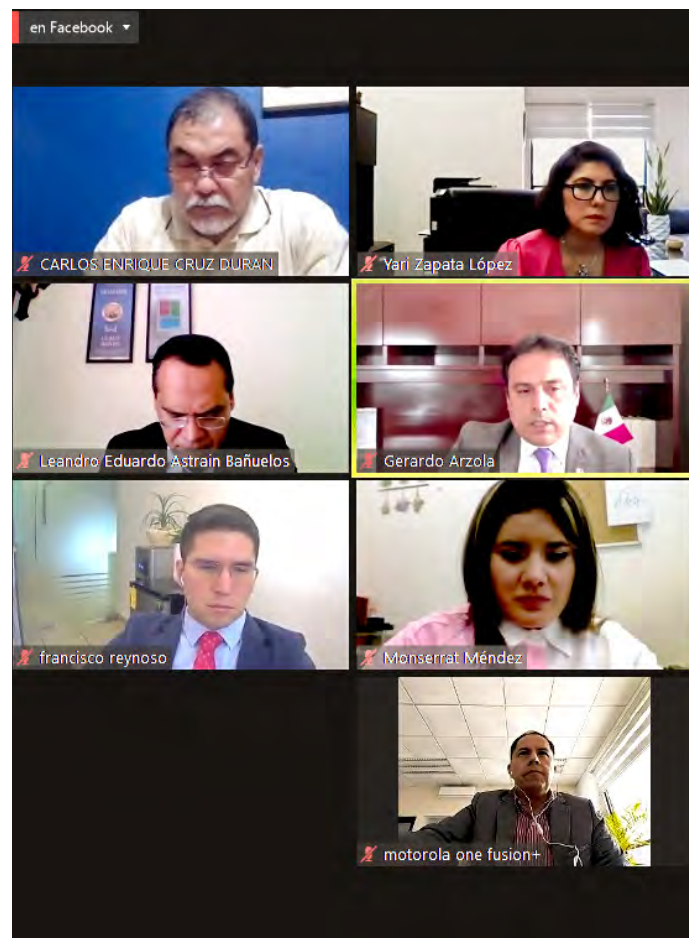 en Facebook
CARLOS ENRIQUE CRUZ DURAN
Yari Zapata López
Leandro Eduardo Astrain Bañuelos
Gerardo Arzola
francisco reynoso
Monserrat Méndez
motorola one fusion+